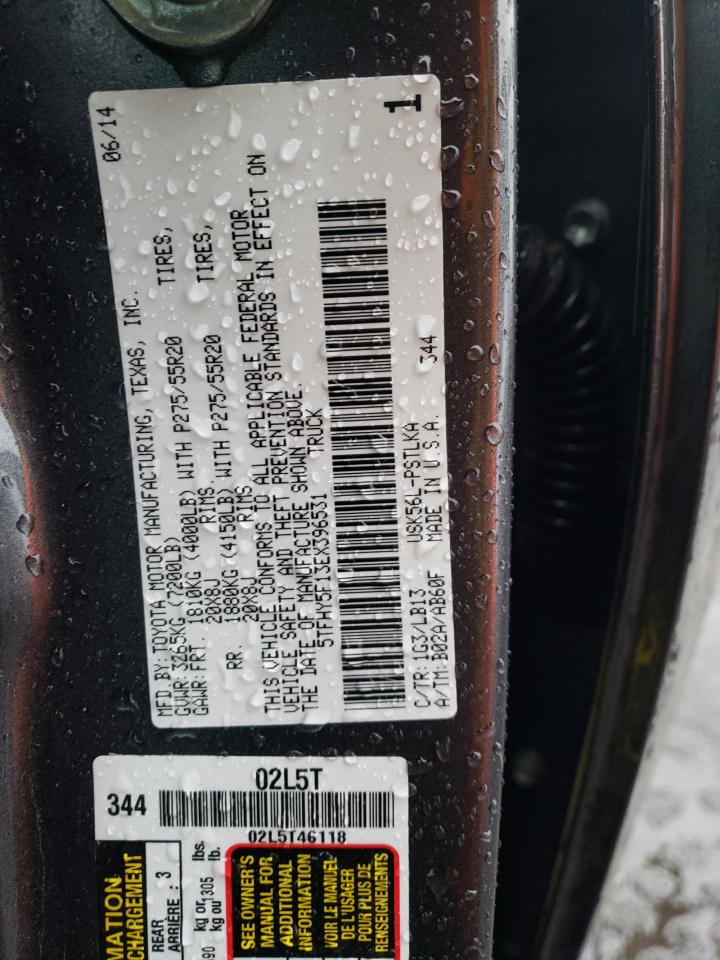 MFD.BY:TOYOTA MOTOR MANUFACTURING, TEXAS, INC. 06/14
GVWR: 3265KG (7200LB)
GAWR:FRT. 1810KG (4000LB) WITH P275/55R20 TIRES,
20X8J RIMS
RR. 1880KG (4150LB) WITH P275/55R20 TIRES,
20X8J RIMS
THIS VEHICLE CONFORMS TO ALL APPLICABLE FEDERAL MOTOR
VEHICLE SAFETY AND THEFT PREVENTION STANDARDS IN EFFECT ON
THE DATE OF MANUFACTURE SHOWN ABOVE.
5TFHY5F13EX396531 TRUCK
1
C/TR:1G3/LB13 USK56L-PSTLKA 344
A/TM:B02A/AB60F MADE IN U.S.A.
02L5T
344
02L5T46118
MATION
CHARGEMENT
REAR
ARRIÈRE : 3
kg or 1305 lbs.
90 kg ou lb.
SEE OWNER'S
MANUAL FOR
ADDITIONAL
INFORMATION
VOIR LE MANUEL
DE L'USAGER
POUR PLUS DE
RENSEIGNEMENTS